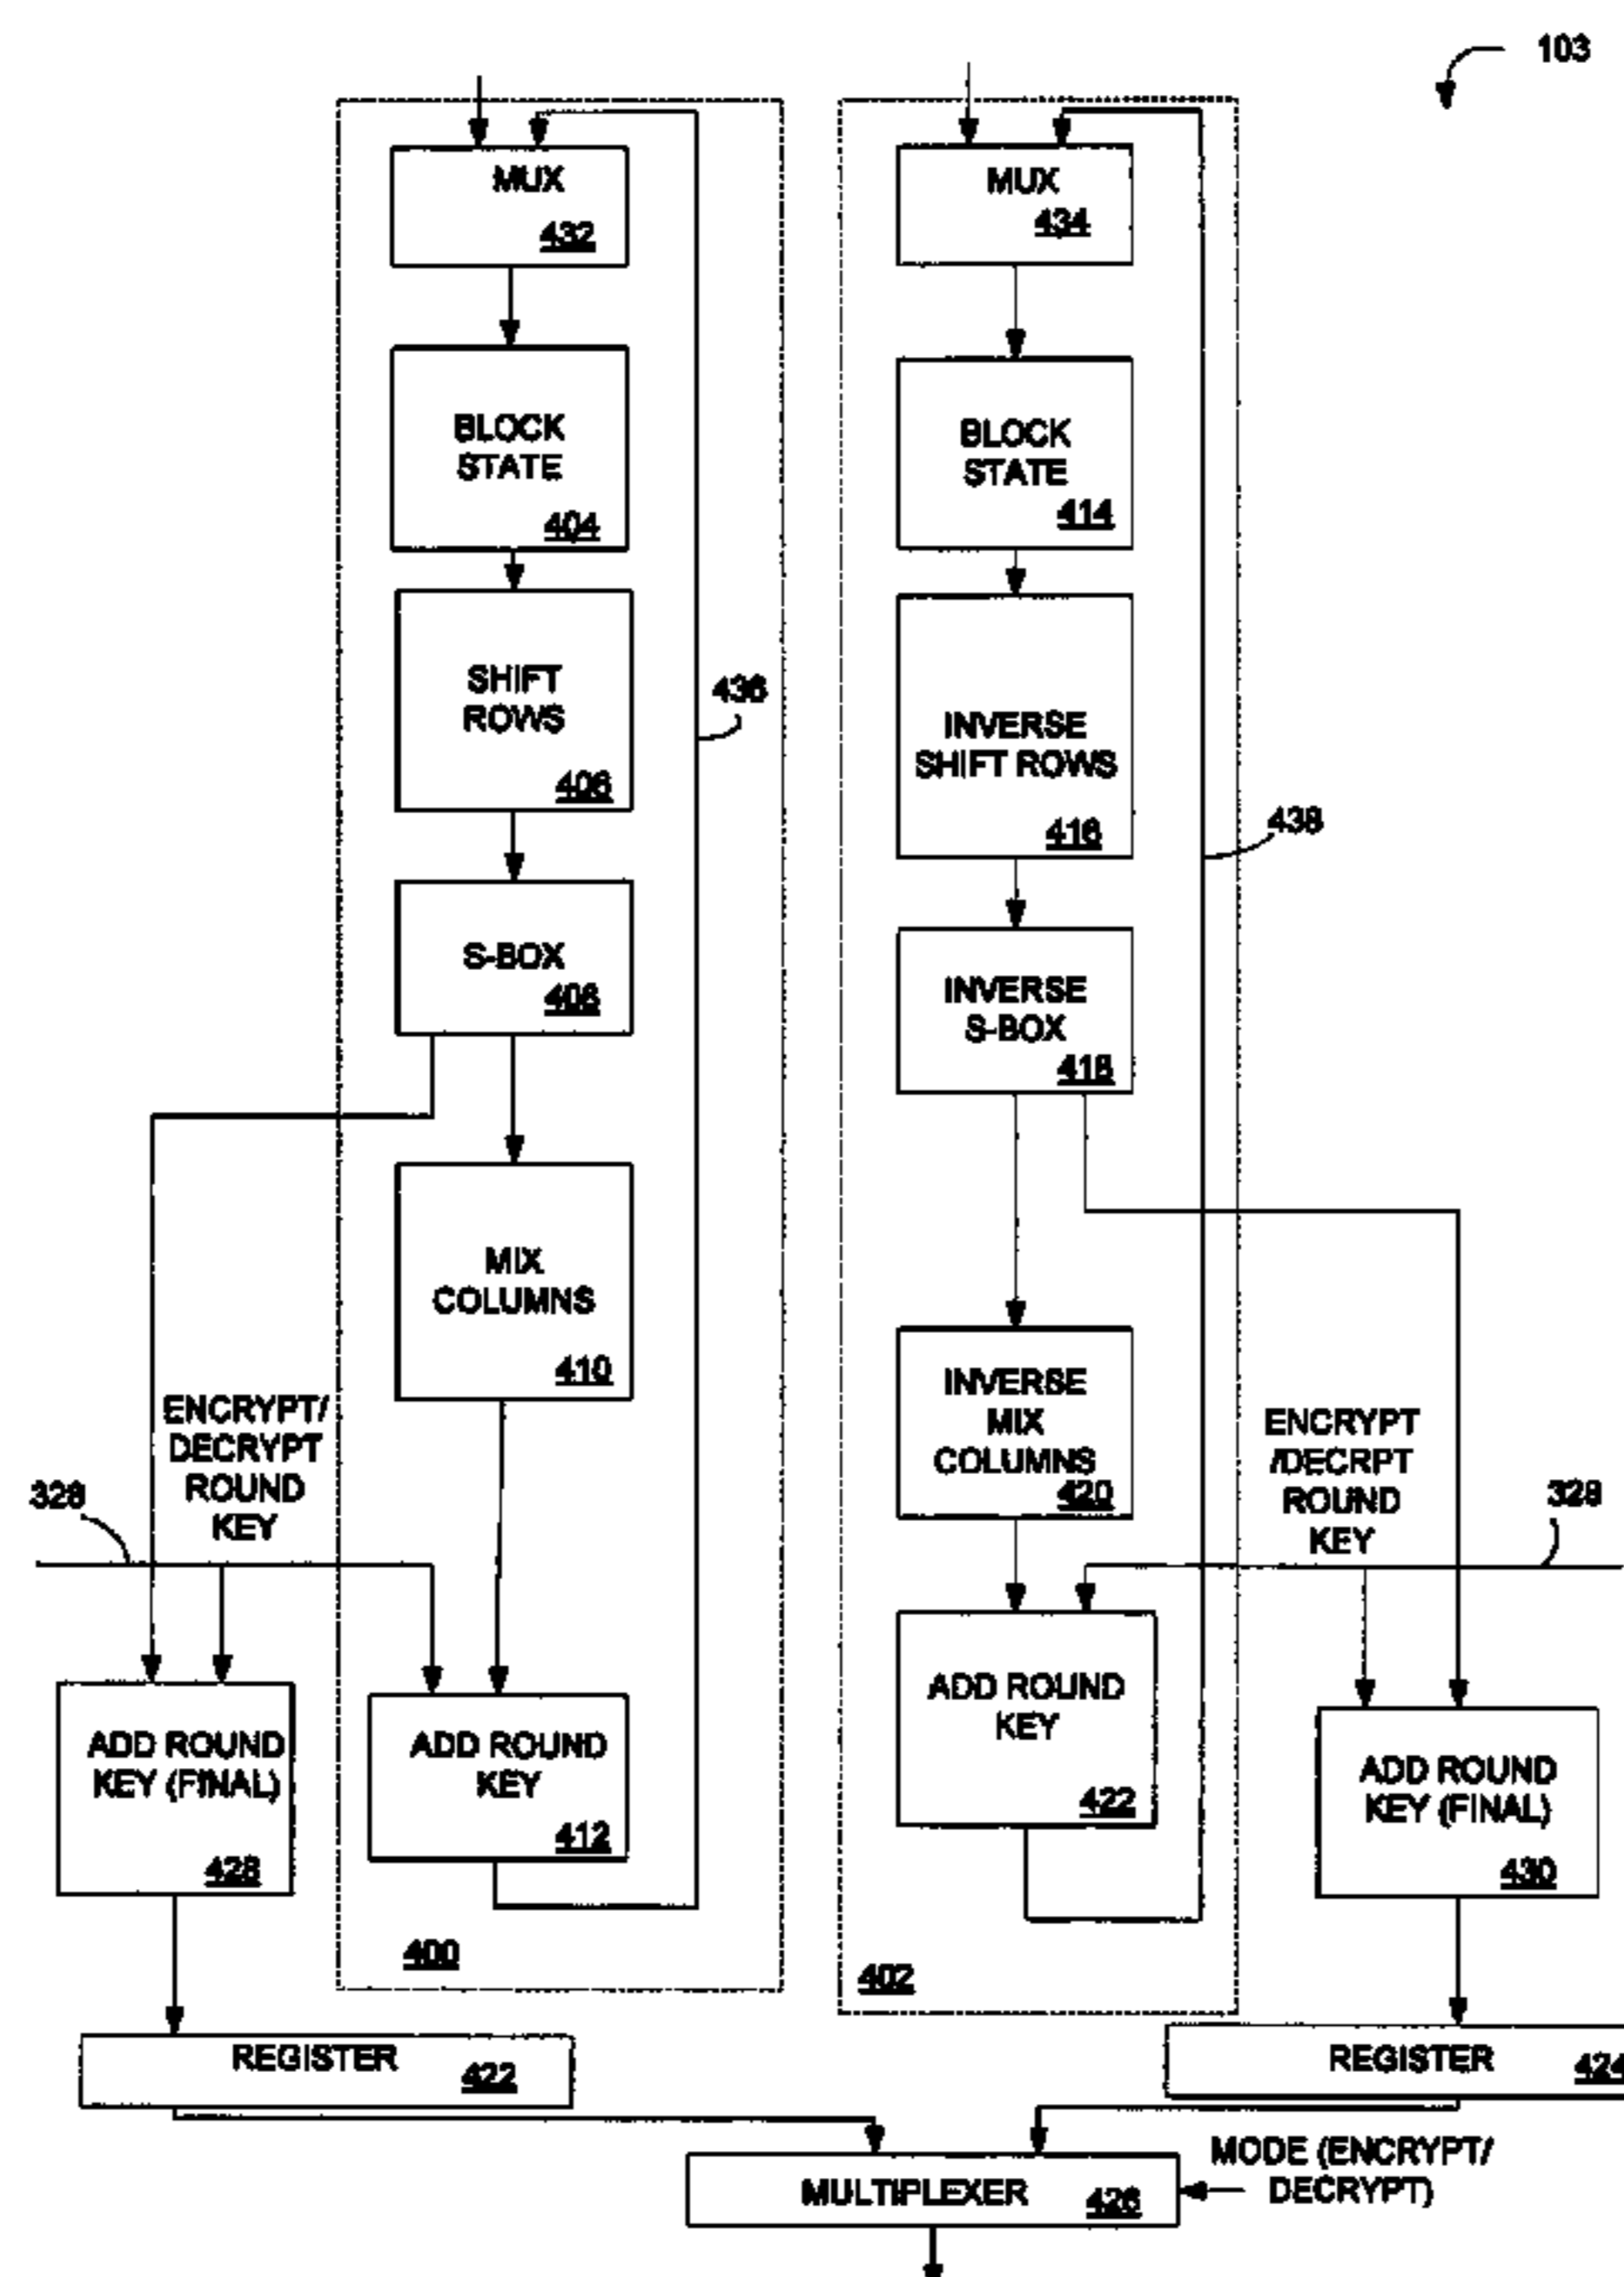 103
MUX
432
MUX
434
BLOCK
STATE
404
BLOCK
STATE
414
SHIFT
ROWS
406
436
INVERSE
SHIFT ROWS
416
438
S-BOX
408
INVERSE
S-BOX
418
MIX
COLUMNS
410
INVERSE
MIX
COLUMNS
420
ENCRYPT/
DECRYPT
ROUND
KEY
328
ENCRYPT
/DECRPT
ROUND
KEY
328
ADD ROUND
KEY (FINAL)
428
ADD ROUND
KEY
412
ADD ROUND
KEY
422
ADD ROUND
KEY (FINAL)
430
400
402
REGISTER
422
REGISTER
424
MULTIPLEXER
426
MODE (ENCRYPT/
DECRYPT)